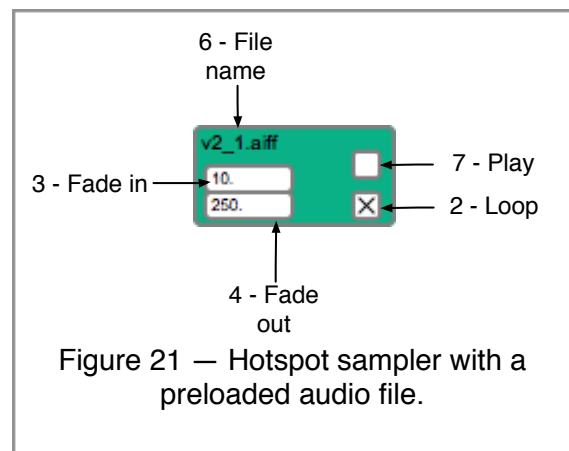 6 - File
name
v2_1.aiff
3 - Fade in
10.
7 - Play
250.
2 - Loop
4 - Fade
out
Figure 21 — Hotspot sampler with a
preloaded audio file.